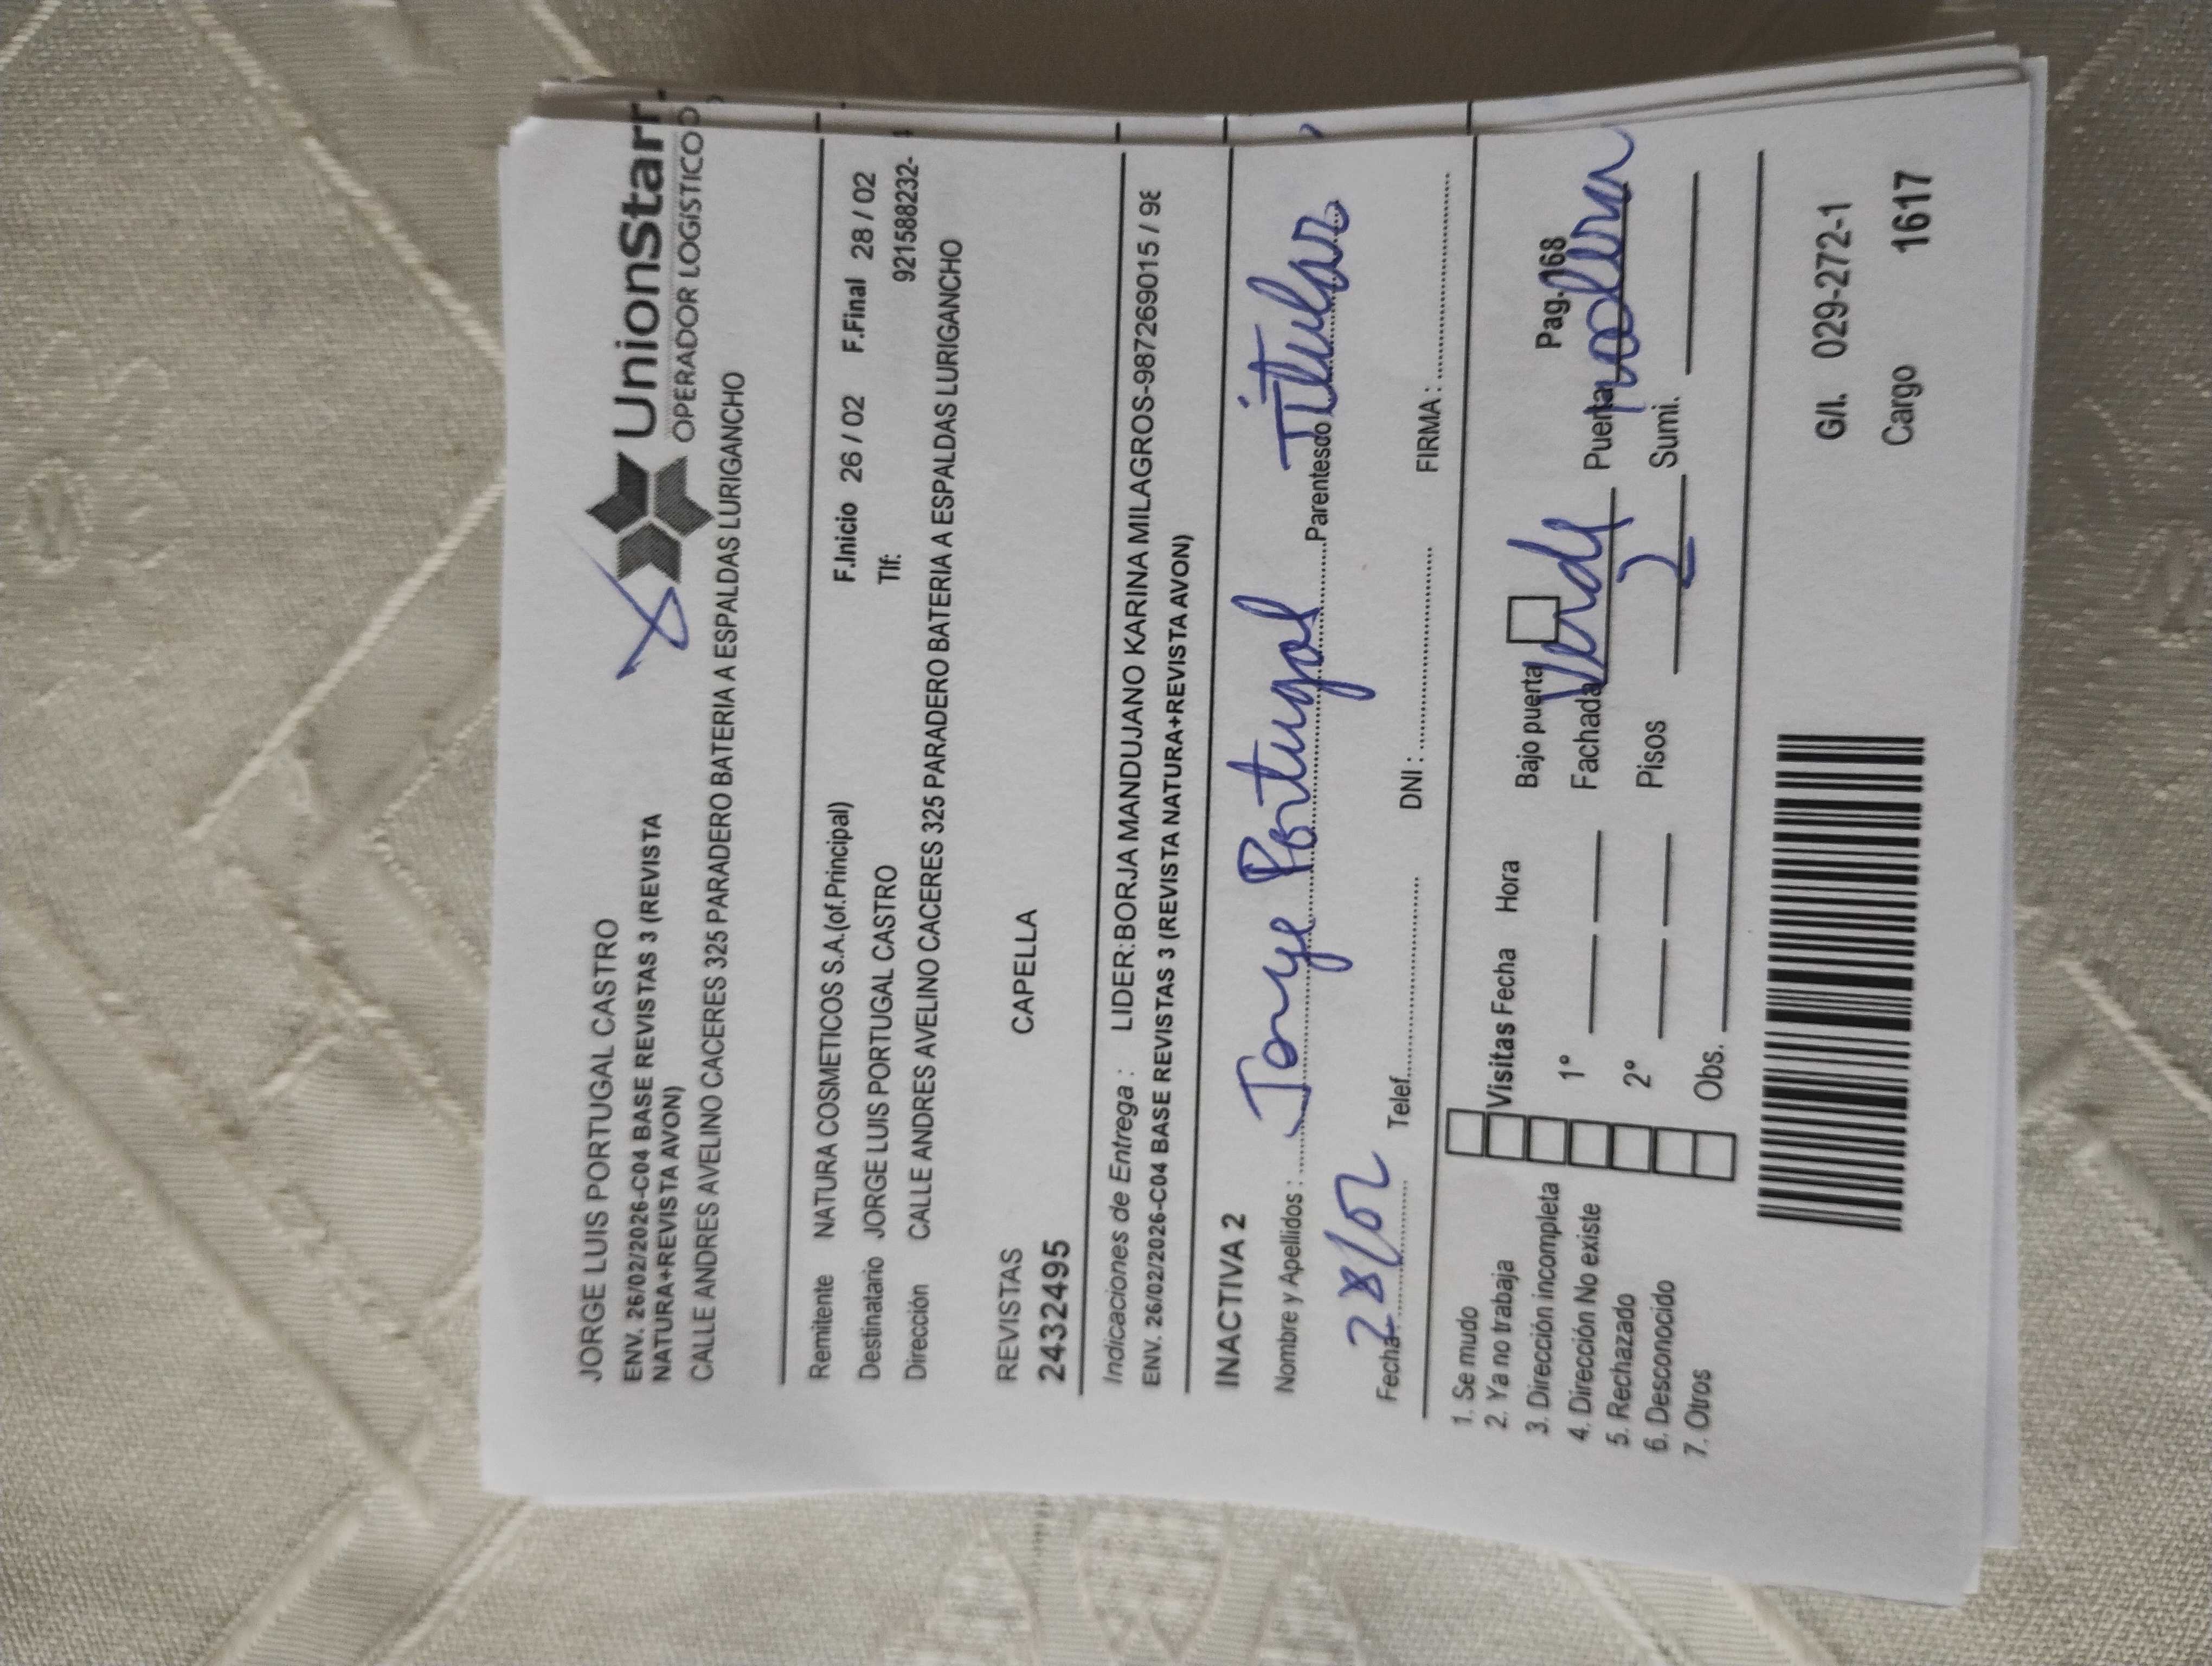 JORGE LUIS PORTUGAL CASTRO
ENV. 26/02/2026-C04 BASE REVISTAS 3 (REVISTA
NATURA+REVISTA AVON)
CALLE ANDRES AVELINO CACERES 325 PARADERO BATERIA A ESPALDAS LURIGANCHO
UnionStar
OPERADOR LOGÍSTICO
Remitente NATURA COSMETICOS S.A.(of.Principal) F.Inicio 26 / 02 F.Final 28 / 02
Destinatario JORGE LUIS PORTUGAL CASTRO Tlf: 921588232-
Dirección CALLE ANDRES AVELINO CACERES 325 PARADERO BATERIA A ESPALDAS LURIGANCHO
REVISTAS CAPELLA
2432495
Indicaciones de Entrega : LIDER:BORJA MANDUJANO KARINA MILAGROS-987269015 / 98
ENV. 26/02/2026-C04 BASE REVISTAS 3 (REVISTA NATURA+REVISTA AVON)
INACTIVA 2
Nombre y Apellidos : Jorge Portugal Parentesco Titular
Fecha 28/02 Telef. DNI : FIRMA :
1. Se mudo
2. Ya no trabaja Visitas Fecha Hora Bajo puerta Pag.168
3. Dirección incompleta
4. Dirección No existe 1º Fachada Verde Puerta madera
5. Rechazado
6. Desconocido 2º Pisos 2 Sumi.
7. Otros Obs.
G/I. 029-272-1
Cargo 1617